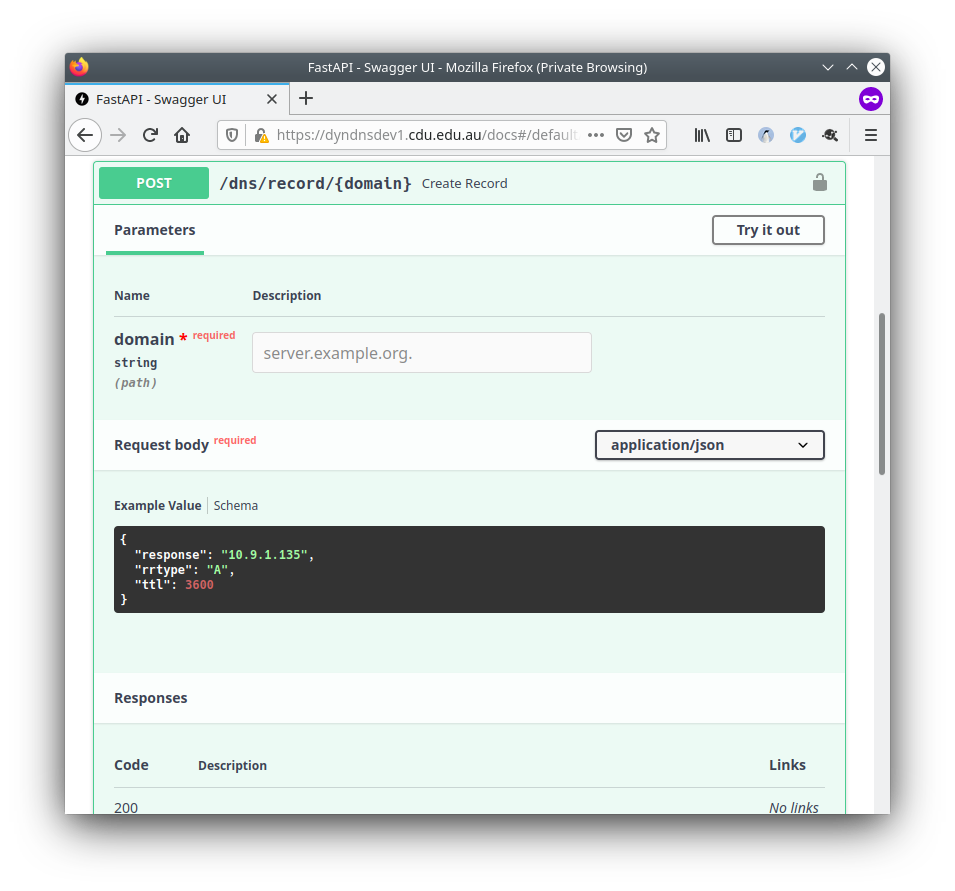 FastAPI - Swagger UI - Mozilla Firefox (Private Browsing)
FastAPI - Swagger UI
https://dyndnsdev1.cdu.edu.au/docs#/default
POST /dns/record/{domain} Create Record
Parameters
Try it out
Name Description
domain * required
string
(path)
server.example.org.
Request body required
application/json
Example Value Schema
{
"response": "10.9.1.135",
"rrtype": "A",
"ttl": 3600
}
Responses
Code Description Links
200 No links